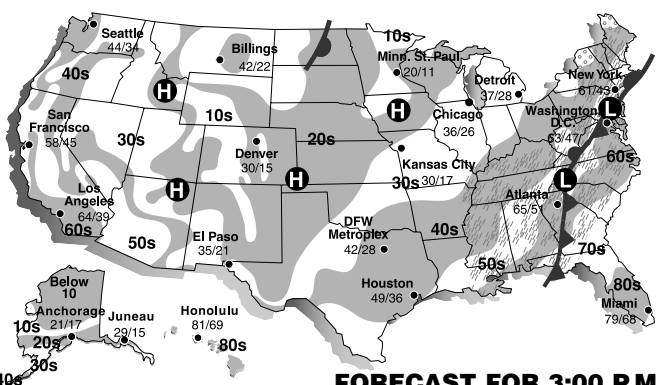 Seattle
44/34
40s
Billings
42/22
10s
Minn. St. Paul
20/11
Detroit
37/28
New York
61/43
H
H
L
10s
Chicago
36/26
Washington
D.C.
53/47
San
Francisco
58/45
30s
20s
Denver
30/15
Kansas City
30/17
30s
60s
H
H
L
Los
Angeles
64/39
60s
50s
El Paso
35/21
DFW
Metroplex
42/28
40s
Atlanta
65/51
50s
70s
Houston
49/36
80s
Miami
79/68
Below
10
Anchorage
21/17
Juneau
29/15
Honolulu
81/69
80s
10s
20s
30s
40s
FORECAST FOR 3:00 P.M.